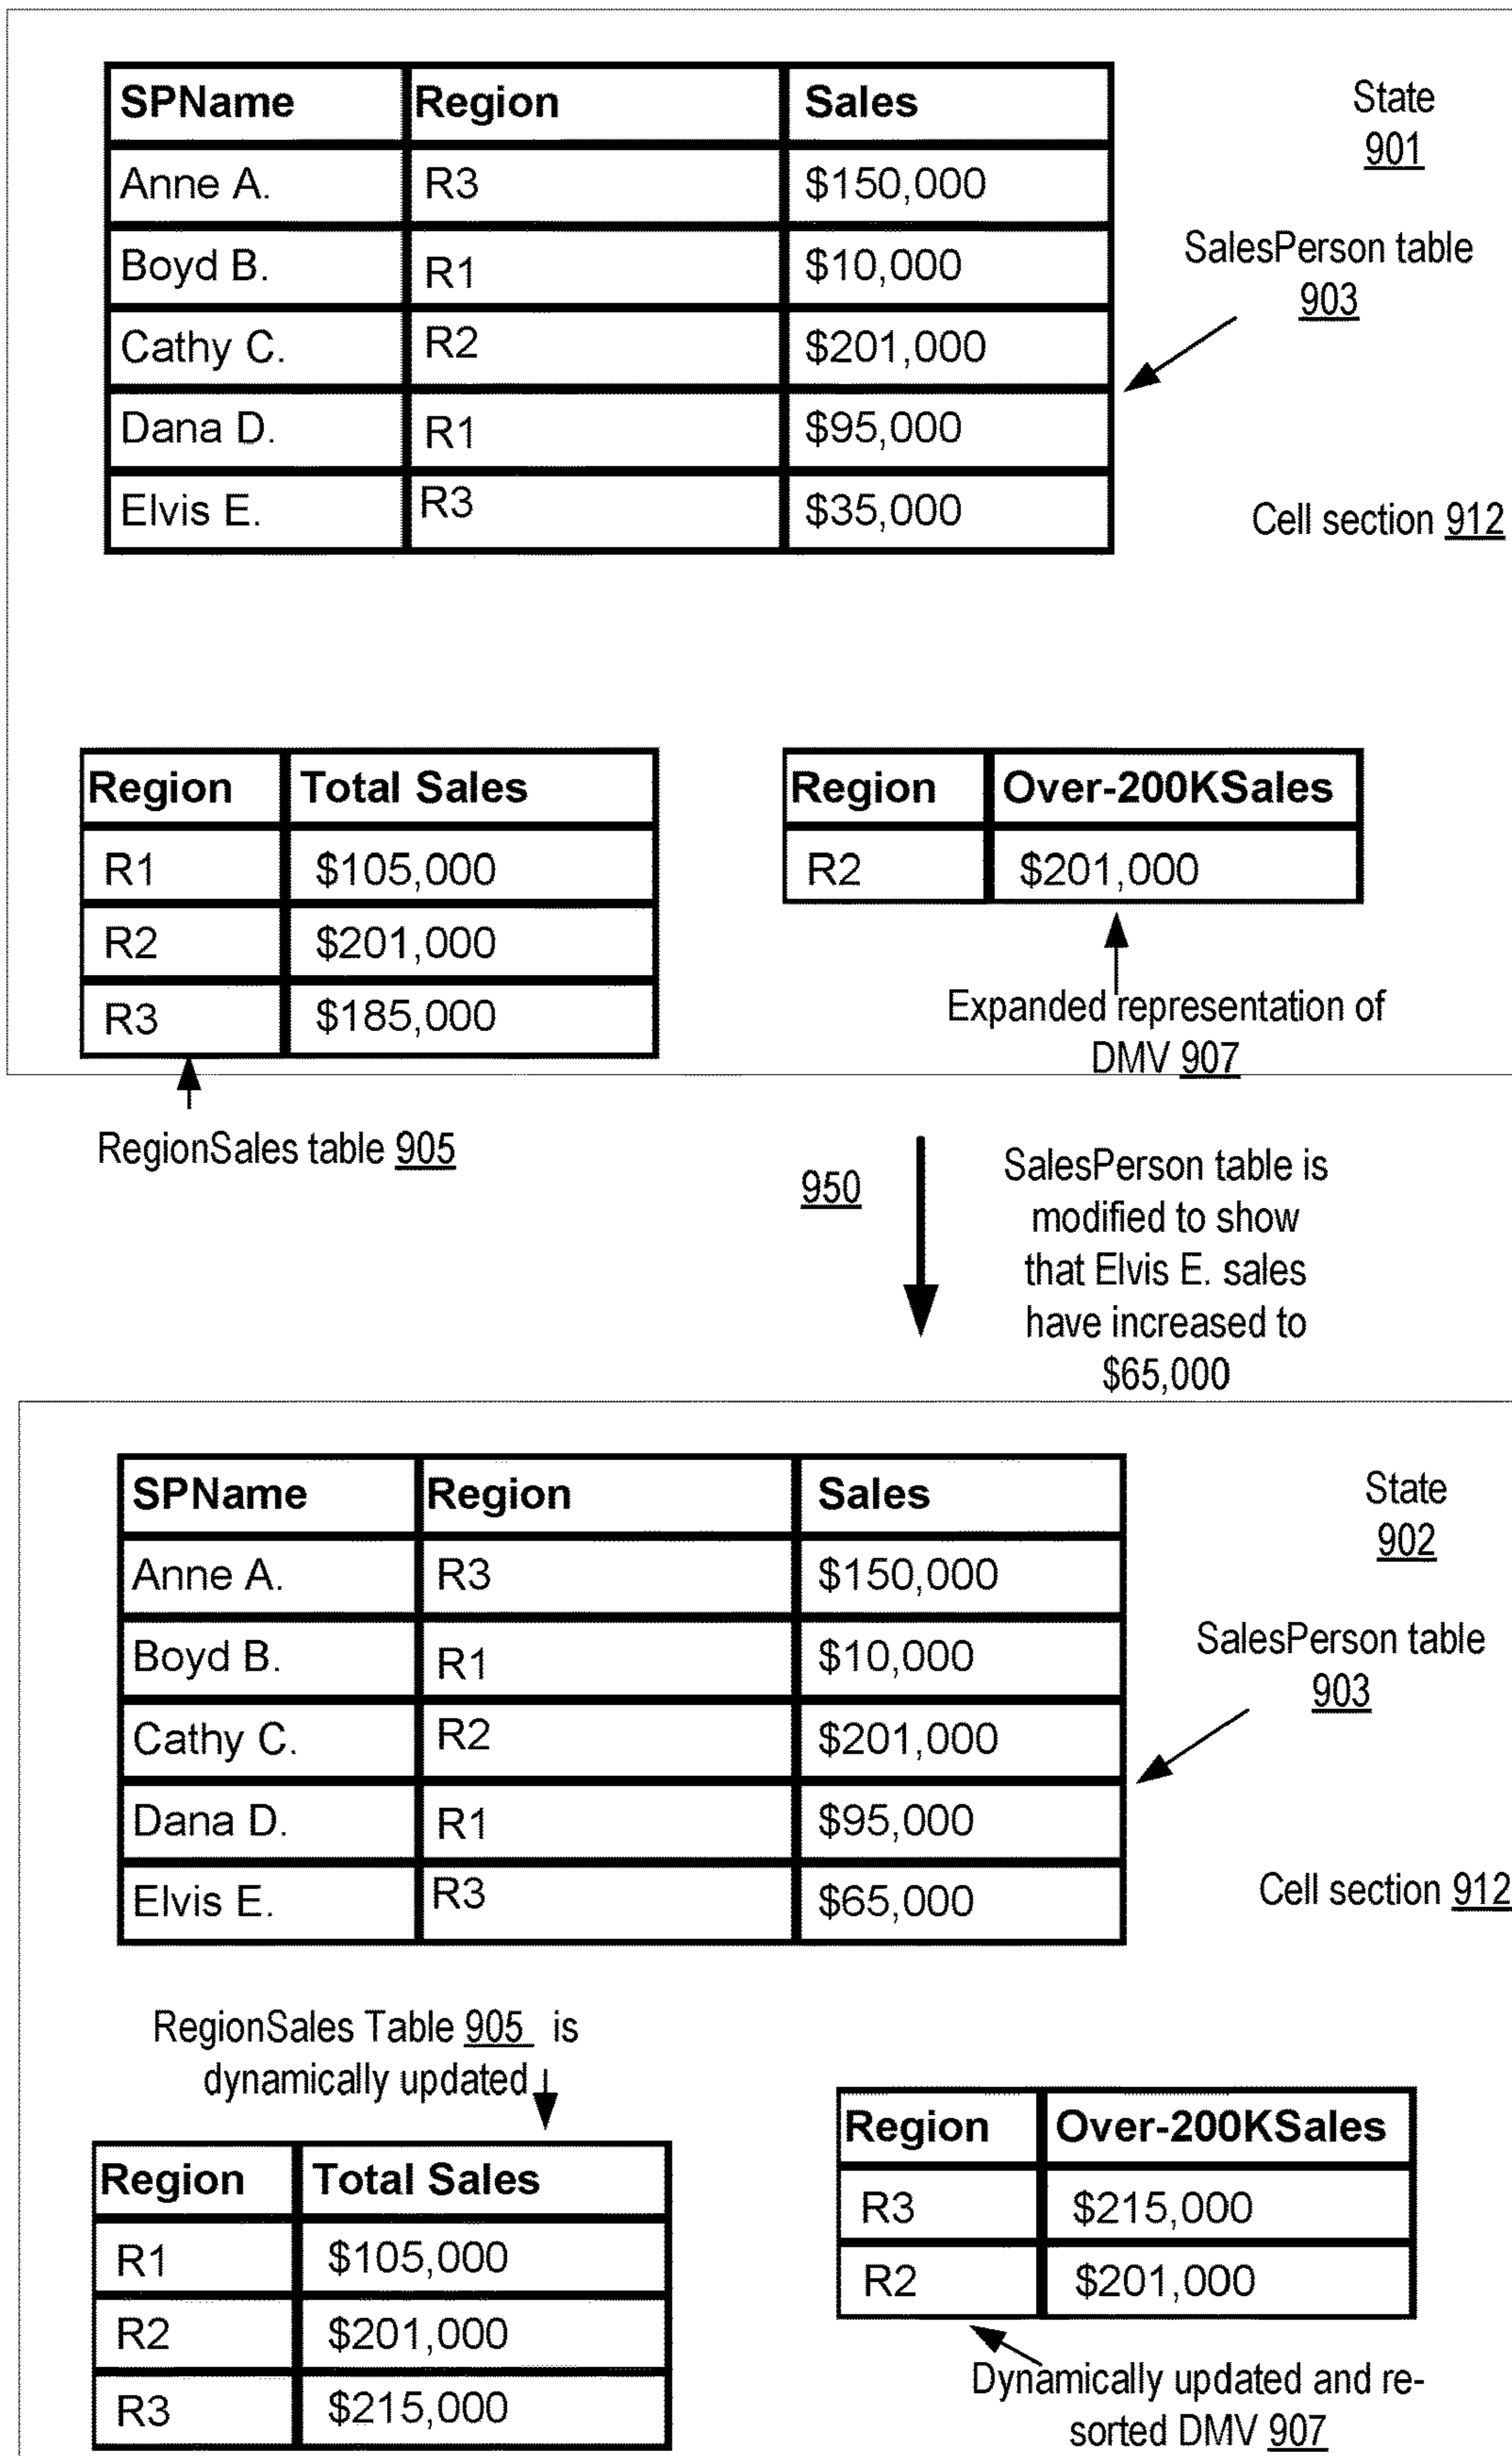 SPName Region Sales
Anne A. R3 $150,000
Boyd B. R1 $10,000
Cathy C. R2 $201,000
Dana D. R1 $95,000
Elvis E. R3 $35,000
State
901
SalesPerson table
903
Cell section 912
Region Total Sales
R1 $105,000
R2 $201,000
R3 $185,000
RegionSales table 905
Region Over-200KSales
R2 $201,000
Expanded representation of
DMV 907
950
SalesPerson table is
modified to show
that Elvis E. sales
have increased to
$65,000
SPName Region Sales
Anne A. R3 $150,000
Boyd B. R1 $10,000
Cathy C. R2 $201,000
Dana D. R1 $95,000
Elvis E. R3 $65,000
State
902
SalesPerson table
903
Cell section 912
RegionSales Table 905 is
dynamically updated
Region Total Sales
R1 $105,000
R2 $201,000
R3 $215,000
Region Over-200KSales
R3 $215,000
R2 $201,000
Dynamically updated and re-
sorted DMV 907